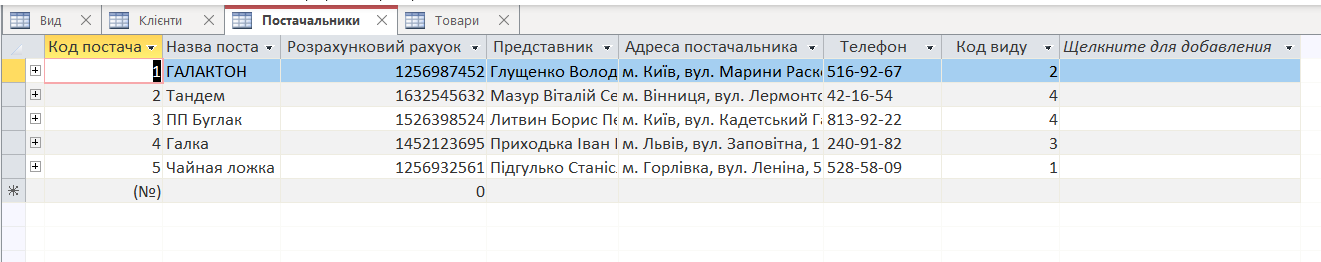 Вид Клієнти Постачальники Товари
Код постача Назва поста Розрахунковий рахуок Представник Адреса постачальника Телефон Код виду Щелкните для добавления
1 ГАЛАКТОН 1256987452 Глущенко Волод м. Київ, вул. Марини Раск 516-92-67 2
2 Тандем 1632545632 Мазур Віталій Се м. Вінниця, вул. Лермонто 42-16-54 4
3 ПП Буглак 1526398524 Литвин Борис Пе м. Київ, вул. Кадетський Га 813-92-22 4
4 Галка 1452123695 Приходька Іван І м. Львів, вул. Заповітна, 1 240-91-82 3
5 Чайная ложка 1256932561 Підгулько Станіс м. Горлівка, вул. Леніна, 5 528-58-09 1
(№) 0